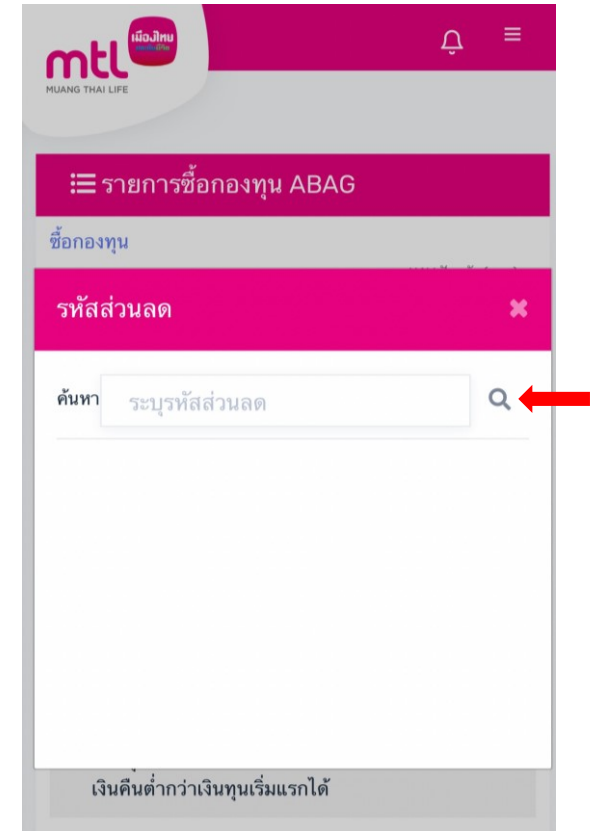 เมืองไทย
mtl
MUANG THAI LIFE
รายการซื้อกองทุน ABAG
ซื้อกองทุน
รหัสส่วนลด
ค้นหา
ระบุรหัสส่วนลด
เงินคืนต่ำกว่าเงินทุนเริ่มแรกได้